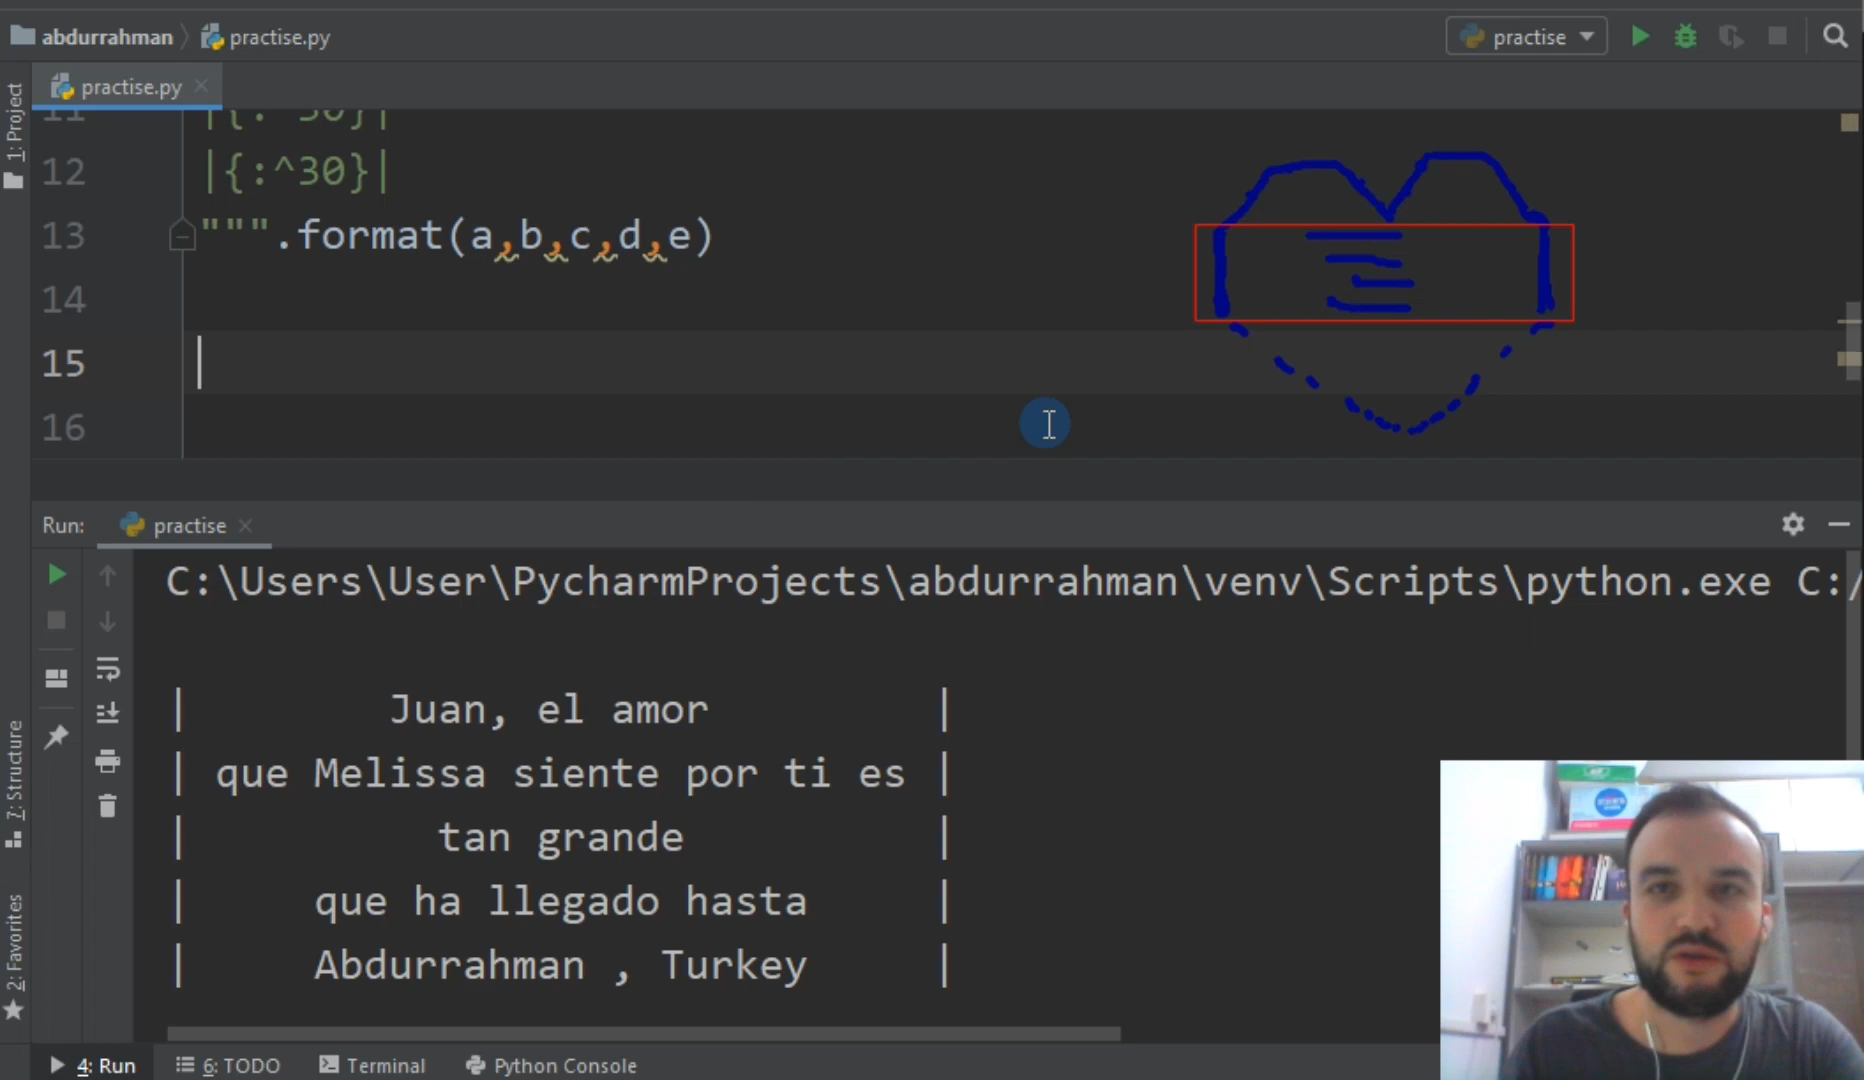 abdurrahman
practise.py
practise
practise.py
1: Project
11 |{:^30}|
12 |{:^30}|
13 """.format(a,b,c,d,e)
14
15
16
Run:
practise
C:\Users\User\PycharmProjects\abdurrahman\venv\Scripts\python.exe C:/
| Juan, el amor |
| que Melissa siente por ti es |
| tan grande |
| que ha llegado hasta |
| Abdurrahman , Turkey |
7: Structure
2: Favorites
4: Run
6: TODO
Terminal
Python Console